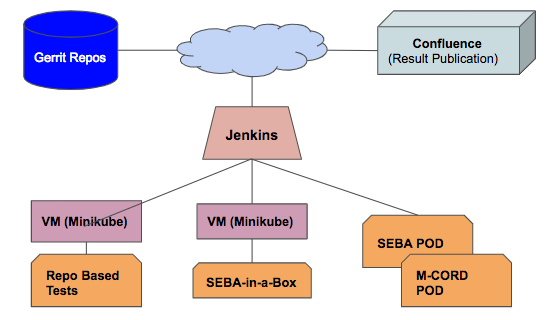 Gerrit Repos
Confluence
(Result Publication)
Jenkins
VM (Minikube)
VM (Minikube)
SEBA POD
Repo Based
Tests
SEBA-in-a-Box
M-CORD
POD